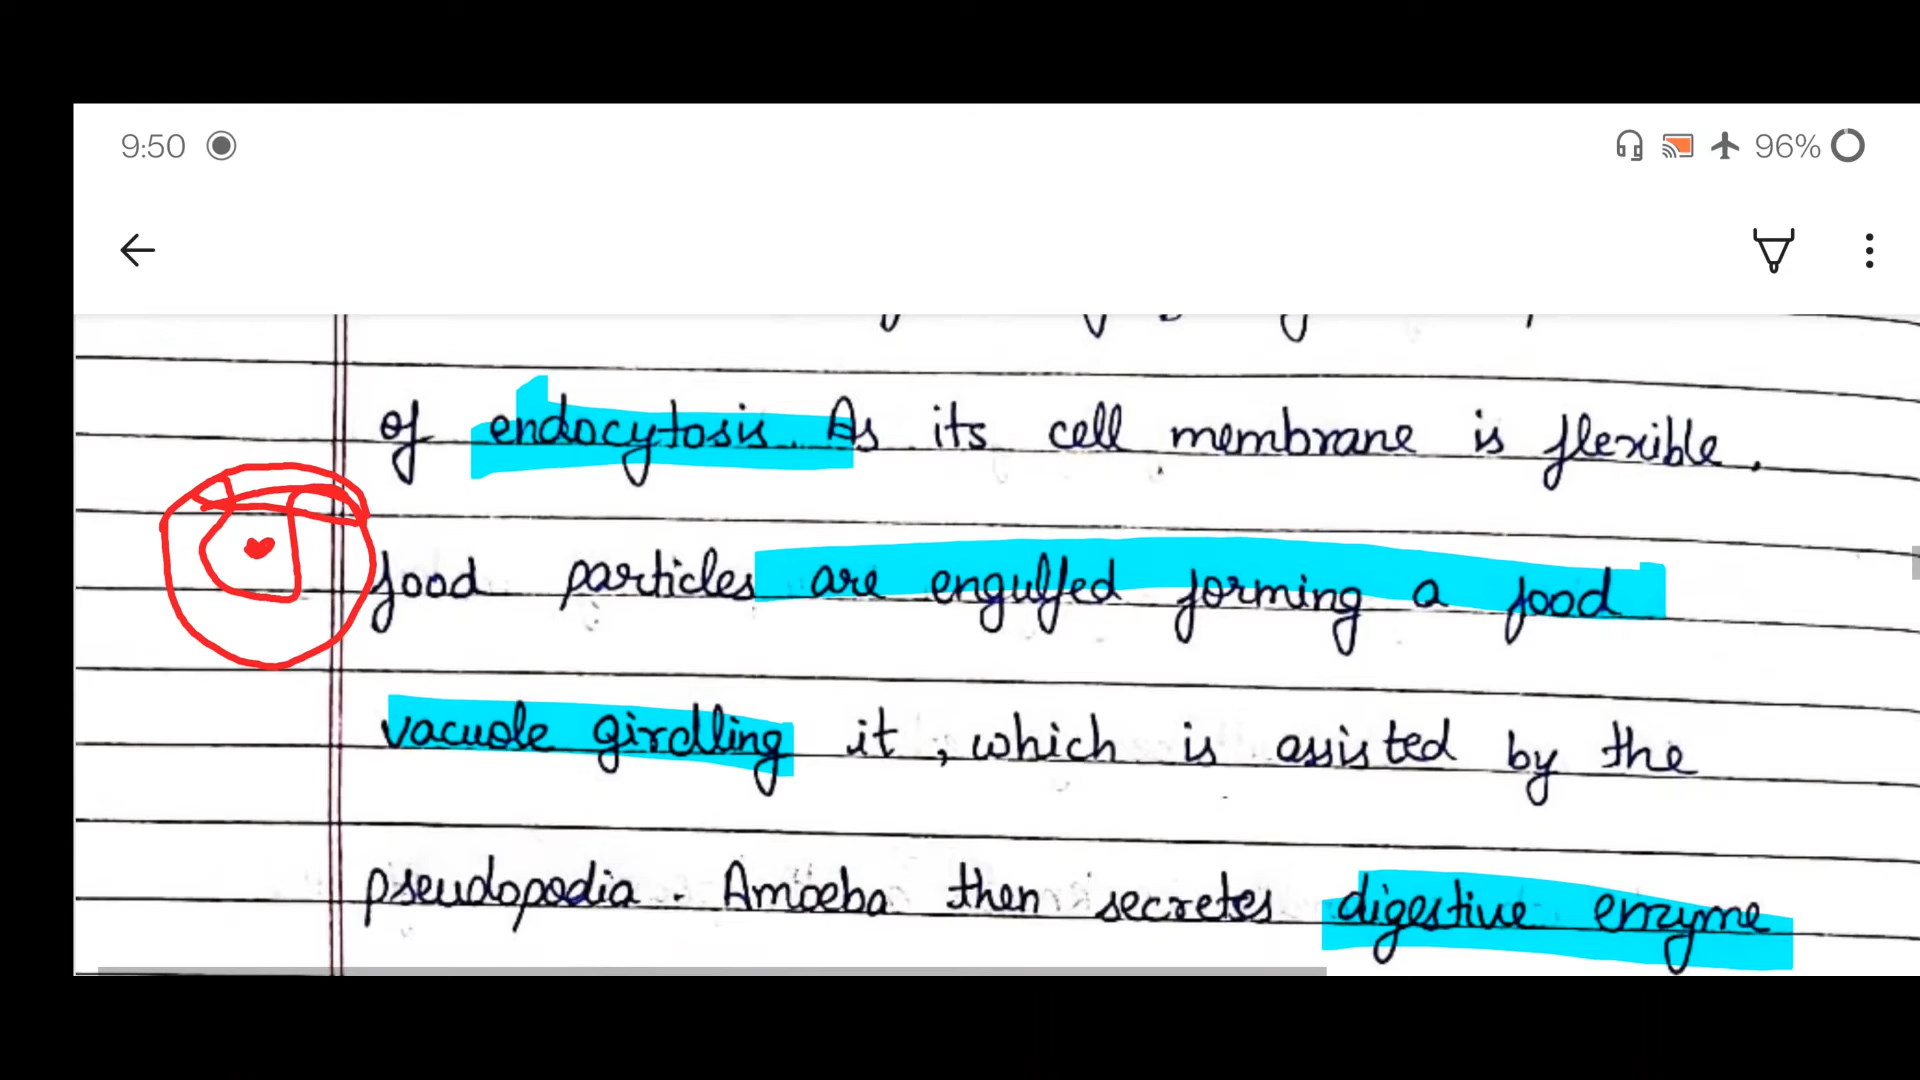 9:50 96%
of endocytosis. As its cell membrane is flexible,
food particles are engulfed forming a food
vacuole girdling it, which is assisted by the
pseudopodia. Amoeba then secretes digestive enzyme